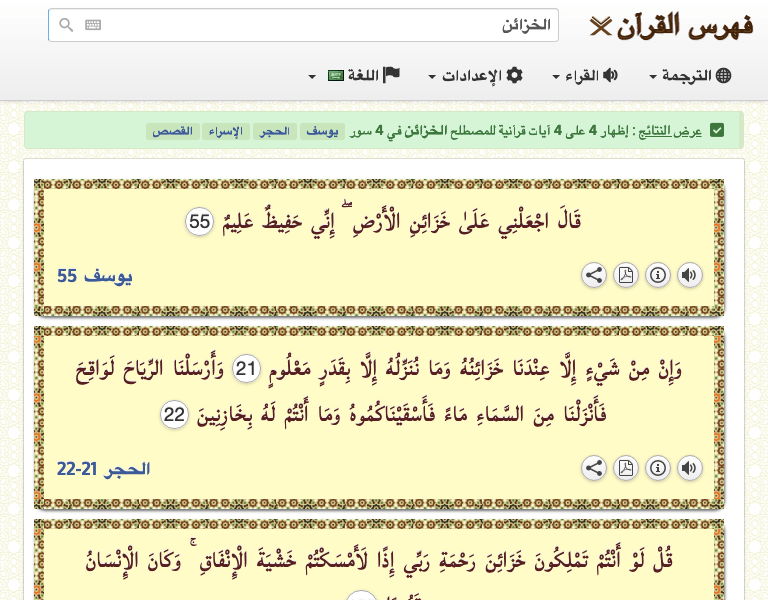 فهرس القرآن
الخزائن
الترجمة القراء الإعدادات اللغة
عرض النتائج : إظهار 4 على 4 آيات قرآنية للمصطلح الخزائن في 4 سور يوسف الحجر الإسراء القصص
قَالَ اجْعَلْنِي عَلَىٰ خَزَائِنِ الْأَرْضِ ۖ إِنِّي حَفِيظٌ عَلِيمٌ 55
يوسف 55
وَإِنْ مِنْ شَيْءٍ إِلَّا عِنْدَنَا خَزَائِنُهُ وَمَا نُنَزِّلُهُ إِلَّا بِقَدَرٍ مَعْلُومٍ 21 وَأَرْسَلْنَا الرِّيَاحَ لَوَاقِحَ
فَأَنْزَلْنَا مِنَ السَّمَاءِ مَاءً فَأَسْقَيْنَاكُمُوهُ وَمَا أَنْتُمْ لَهُ بِخَازِنِينَ 22
الحجر 21-22
قُلْ لَوْ أَنْتُمْ تَمْلِكُونَ خَزَائِنَ رَحْمَةِ رَبِّي إِذًا لَأَمْسَكْتُمْ خَشْيَةَ الْإِنْفَاقِ ۚ وَكَانَ الْإِنْسَانُ